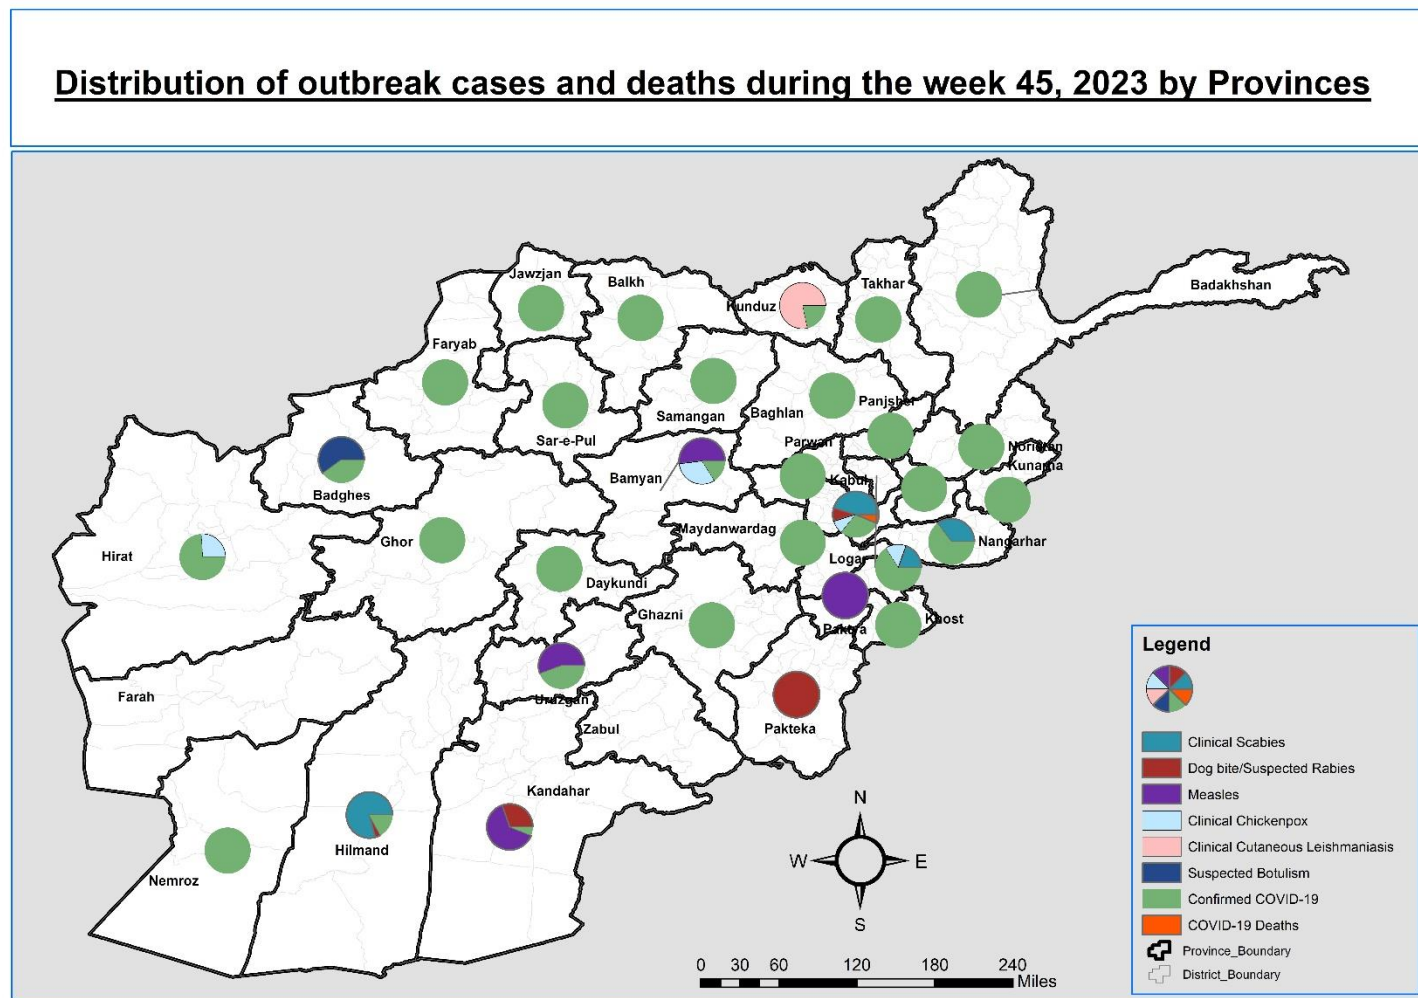 Distribution of outbreak cases and deaths during the week 45, 2023 by Provinces
Jawzjan
Balkh
Kunduz
Takhar
Badakhshan
Faryab
Samangan
Baghlan
Panjsher
Sar-e-Pul
Parwan
Noristan
Kunarha
Badghes
Bamyan
Kabul
Hirat
Ghor
Maydanwardag
Nangarhar
Logar
Daykundi
Ghazni
Paktya
Khost
Farah
Uruzgan
Zabul
Pakteka
Kandahar
Hilmand
Nemroz
N
W
E
S
0 30 60 120 180 240
Miles
Legend
Clinical Scabies
Dog bite/Suspected Rabies
Measles
Clinical Chickenpox
Clinical Cutaneous Leishmaniasis
Suspected Botulism
Confirmed COVID-19
COVID-19 Deaths
Province_Boundary
District_Boundary